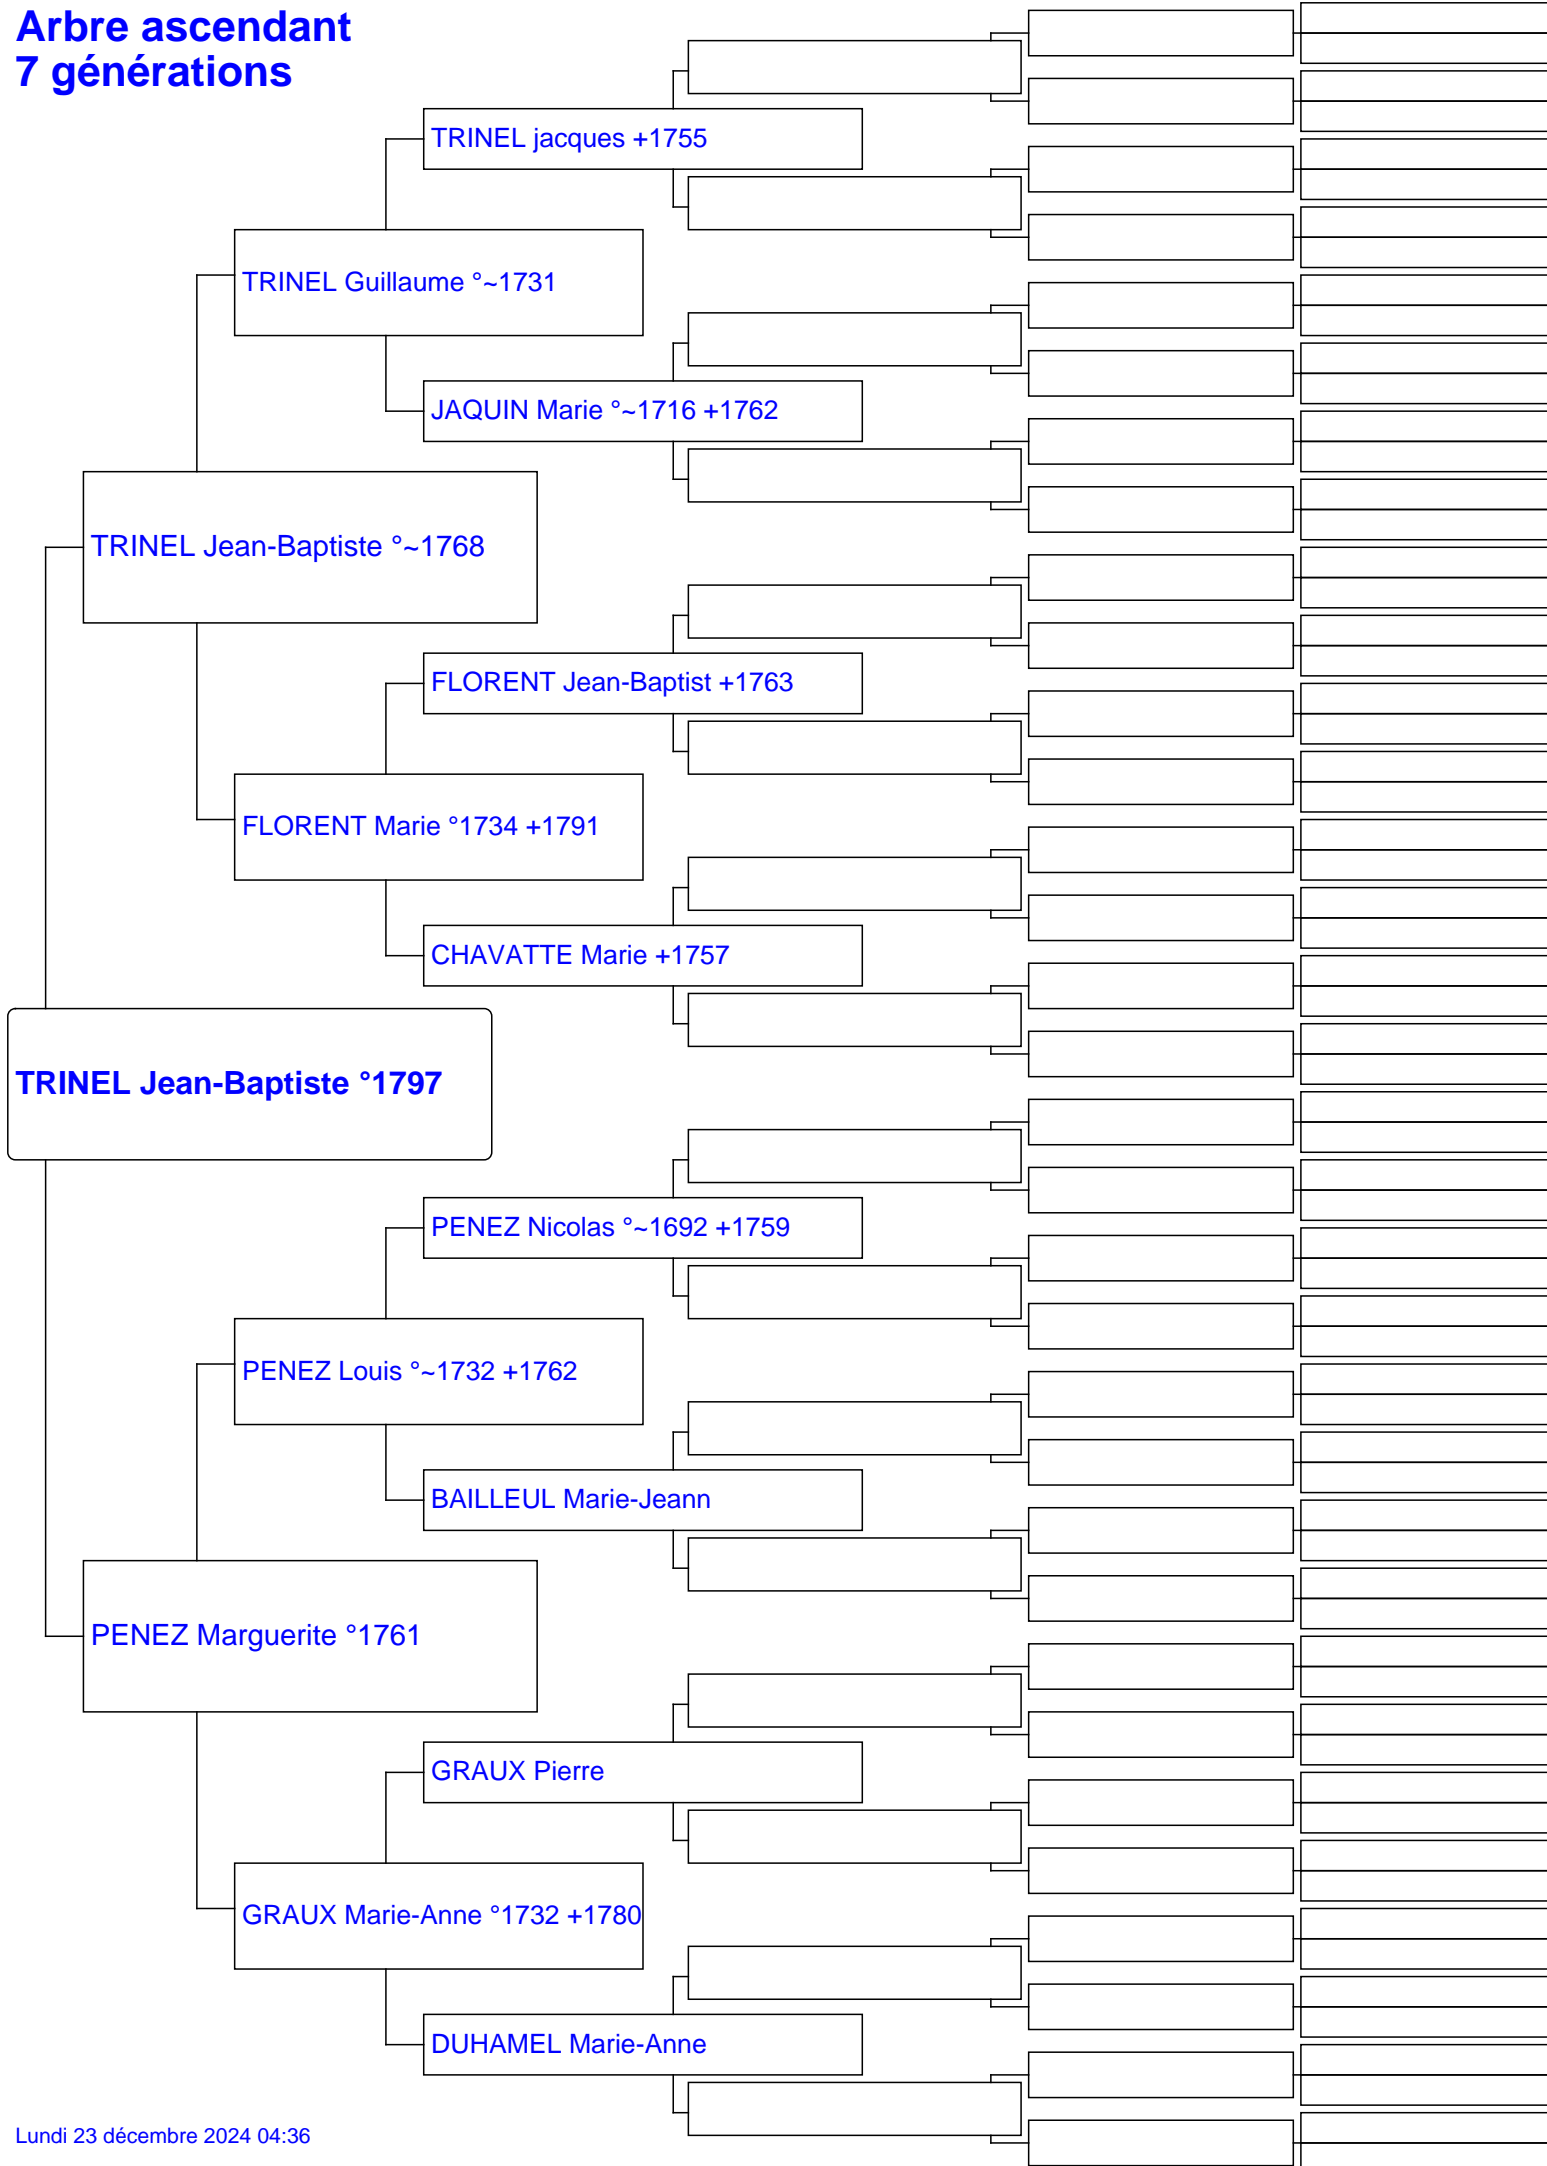 Arbre ascendant
7 générations
TRINEL jacques +1755
TRINEL Guillaume °~1731
JAQUIN Marie °~1716 +1762
TRINEL Jean-Baptiste °~1768
FLORENT Jean-Baptist +1763
FLORENT Marie °1734 +1791
CHAVATTE Marie +1757
TRINEL Jean-Baptiste °1797
PENEZ Nicolas °~1692 +1759
PENEZ Louis °~1732 +1762
BAILLEUL Marie-Jeann
PENEZ Marguerite °1761
GRAUX Pierre
GRAUX Marie-Anne °1732 +1780
DUHAMEL Marie-Anne
Lundi 23 décembre 2024 04:36